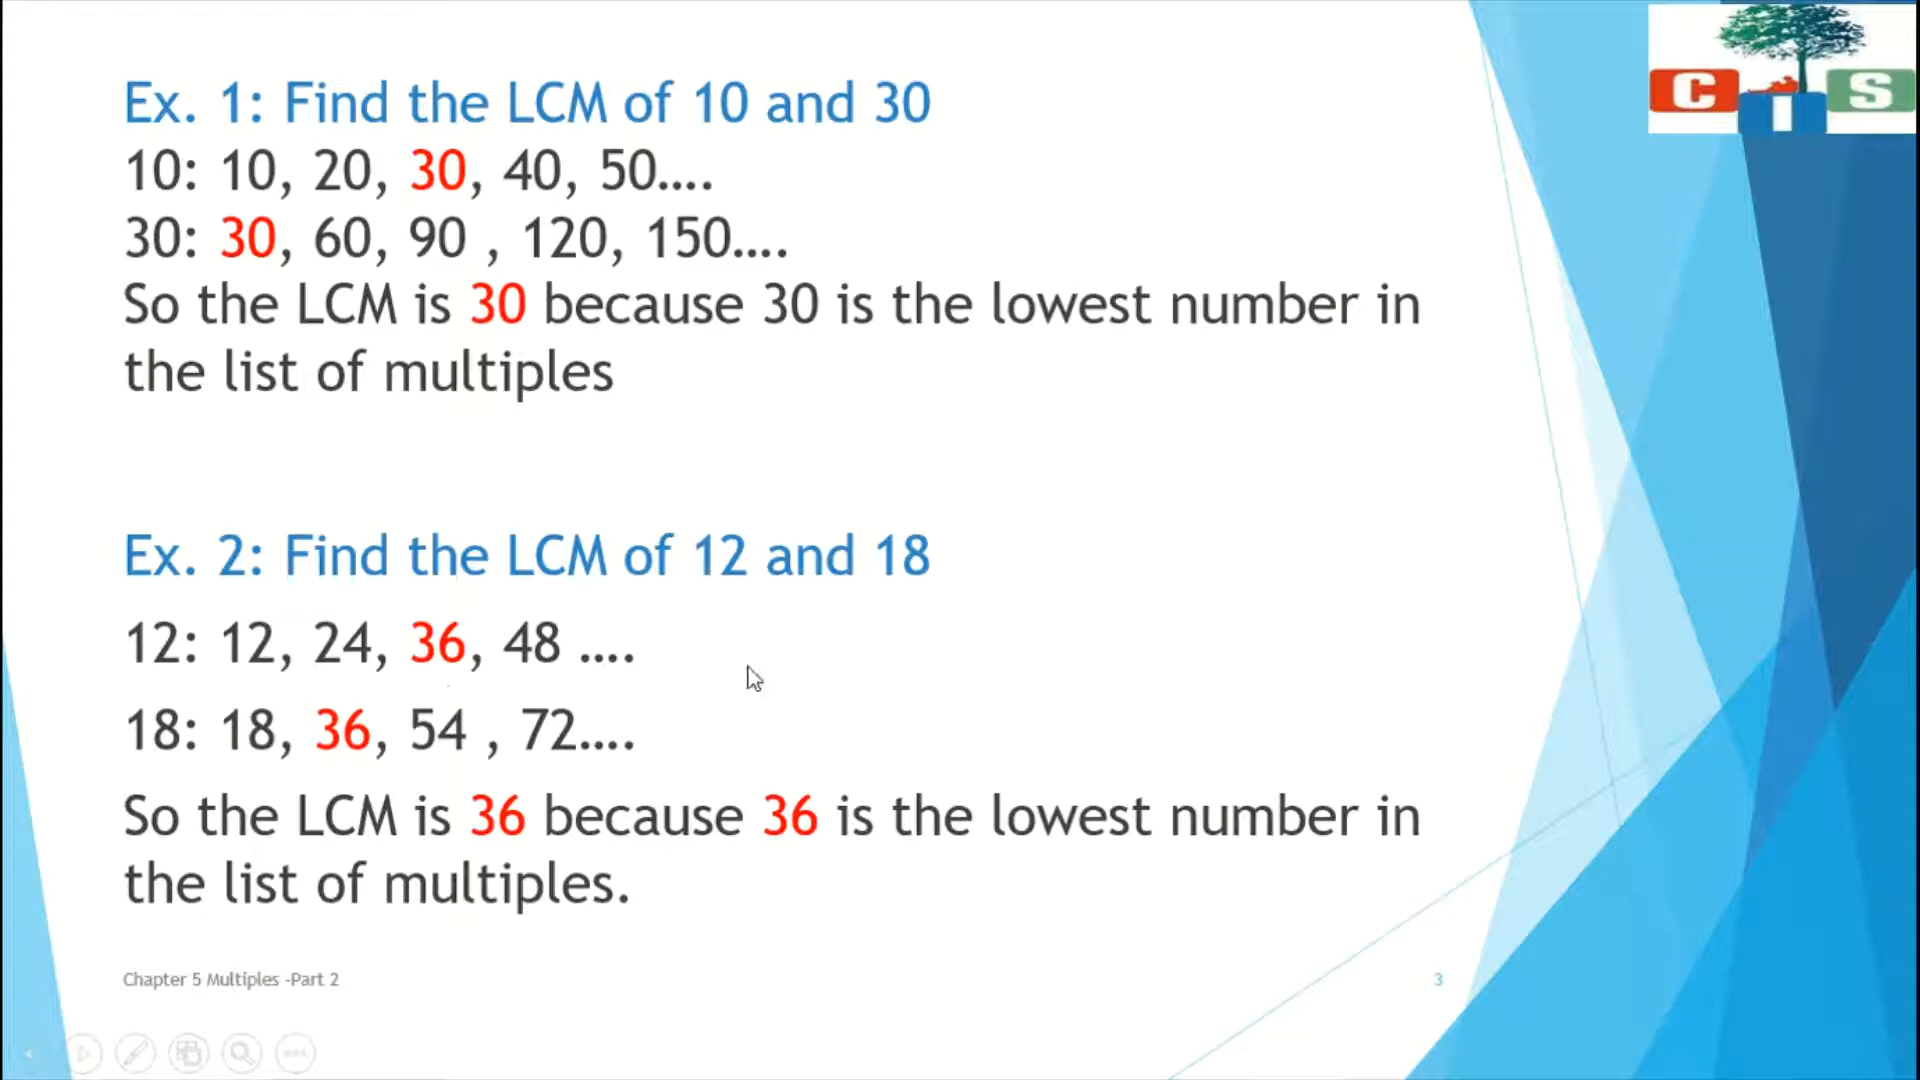 C I S
Ex. 1: Find the LCM of 10 and 30
10: 10, 20, 30, 40, 50....
30: 30, 60, 90 , 120, 150....
So the LCM is 30 because 30 is the lowest number in
the list of multiples
Ex. 2: Find the LCM of 12 and 18
12: 12, 24, 36, 48 ....
18: 18, 36, 54 , 72....
So the LCM is 36 because 36 is the lowest number in
the list of multiples.
Chapter 5 Multiples -Part 2
3